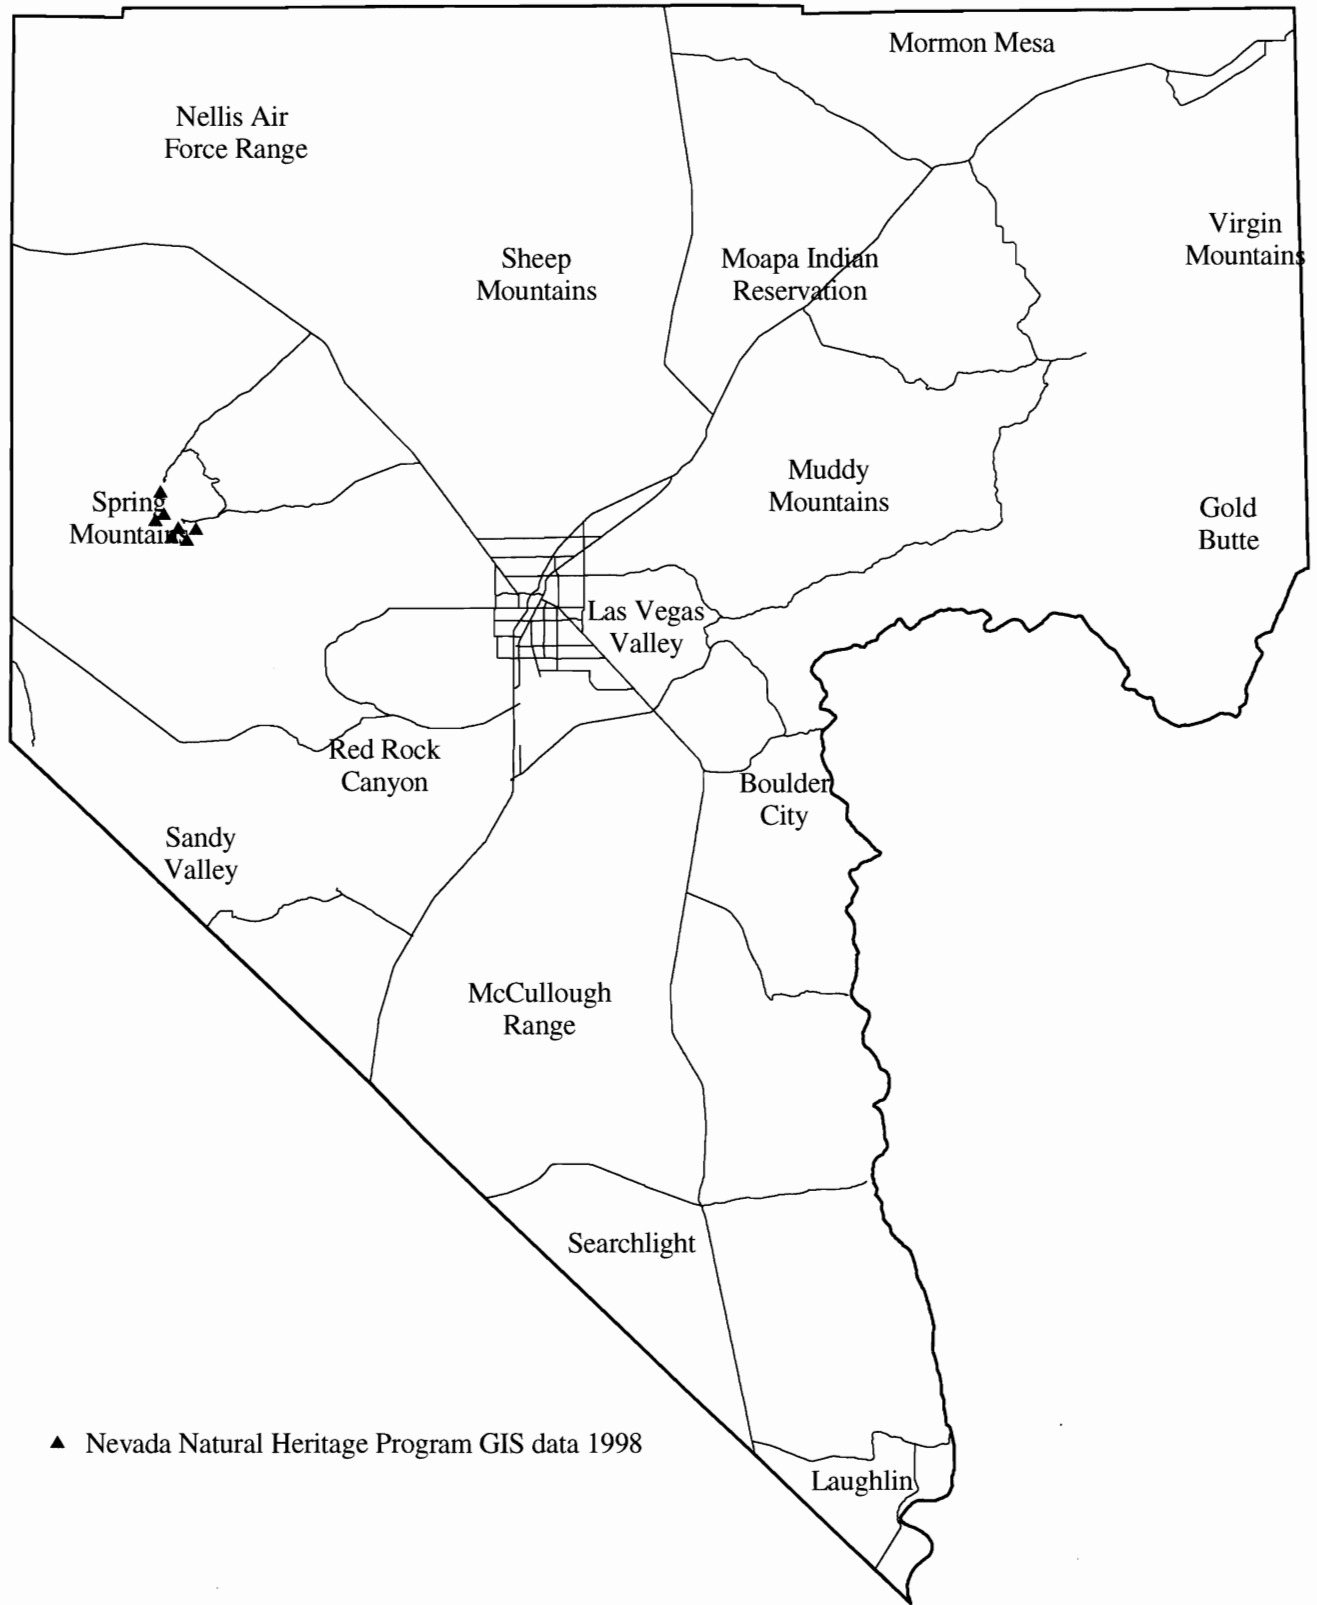 Mormon Mesa
Nellis Air
Force Range
Virgin
Mountains
Sheep
Mountains
Moapa Indian
Reservation
Muddy
Mountains
Spring
Mountains
Gold
Butte
Las Vegas
Valley
Red Rock
Canyon
Boulder
City
Sandy
Valley
McCullough
Range
Searchlight
Nevada Natural Heritage Program GIS data 1998
Laughlin